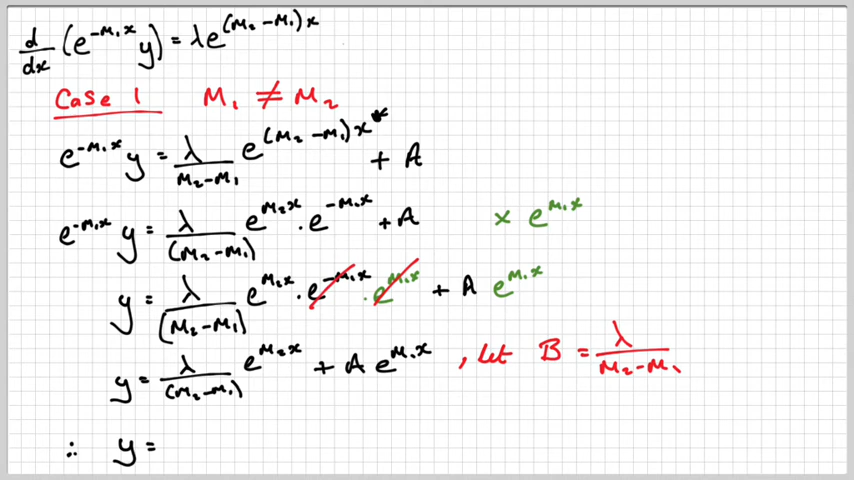 d/dx (e^(-M₁x) y) = λe^((M₂ - M₁)x)
Case 1 M₁ ≠ M₂
e^(-M₁x) y = λ/(M₂-M₁) e^((M₂ - M₁)x) + A
e^(-M₁x) y = λ/(M₂-M₁) e^(M₂x) . e^(-M₁x) + A × e^(M₁x)
y = λ/(M₂-M₁) e^(M₂x) . e^(-M₁x) . e^(M₁x) + A e^(M₁x)
y = λ/(M₂-M₁) e^(M₂x) + A e^(M₁x) , let B = λ/(M₂-M₁)
∴ y =